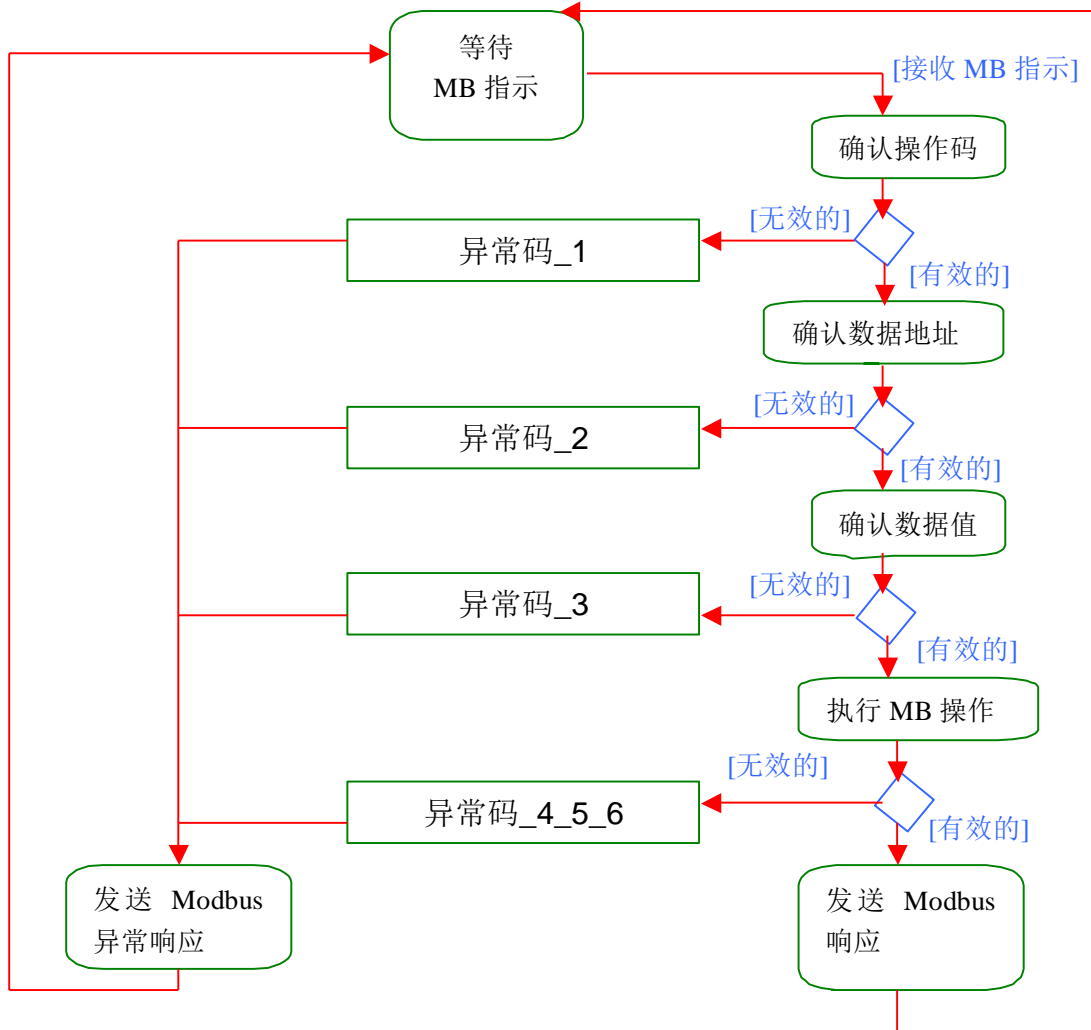 等待
MB 指示
[接收 MB 指示]
确认操作码
[无效的]
异常码_1
[有效的]
确认数据地址
[无效的]
异常码_2
[有效的]
确认数据值
[无效的]
异常码_3
[有效的]
执行 MB 操作
[无效的]
异常码_4_5_6
[有效的]
发送 Modbus
异常响应
发送 Modbus
响应